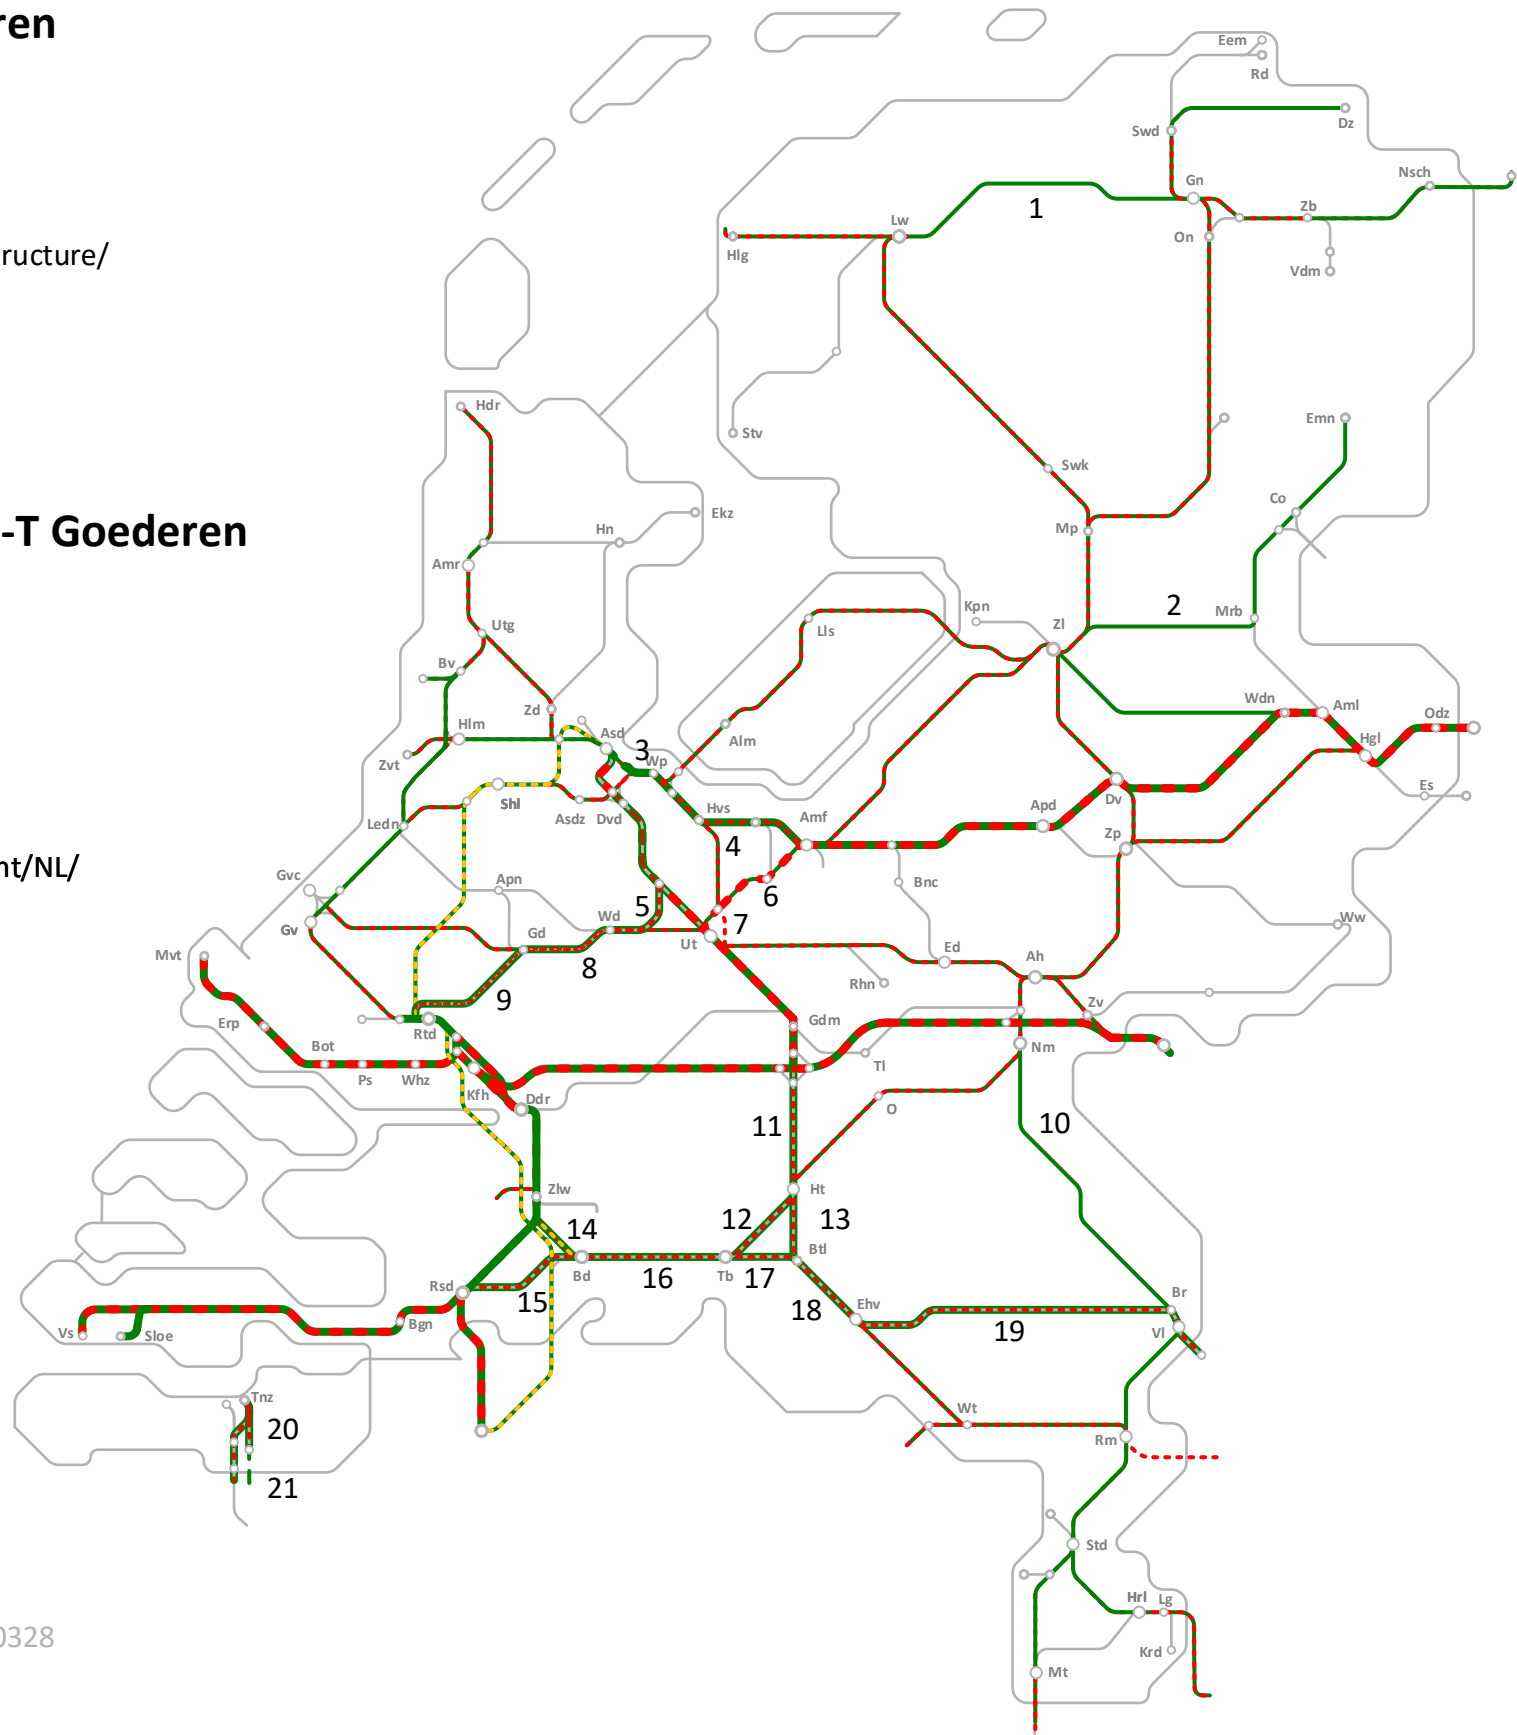 ren
Eem
Rd
Swd
Dz
Nsch
Gn
Zb
1
Lw
On
Hlg
Vdm
ructure/
Hdr
Stv
Emn
Swk
Co
Ekz
-T Goederen
Hn
Mp
Amr
Kpn
2
Mrb
Utg
Lls
Zl
Bv
Wdn
Aml
Odz
Zd
Hlm
Asd
3
Alm
Hgl
Zvt
Wp
Shl
Dv
Es
Hvs
Apd
Ledn
Asdz
Dvd
Amf
Zp
4
nt/NL/
Gvc
Apn
Bnc
6
5
Wd
7
Ww
Gv
Gd
Ut
Mvt
8
Ed
Ah
Rhn
9
Zv
Erp
Rtd
Gdm
Bot
Nm
Ps
Whz
Tl
Kfh
Ddr
O
11
10
Zlw
Ht
12
13
14
Btl
Rsd
Bd
16
Tb
17
Br
15
18
Ehv
Vs
Sloe
Bgn
19
Vl
Tnz
20
Wt
Rm
21
Std
Hrl
Lg
0328
Krd
Mt